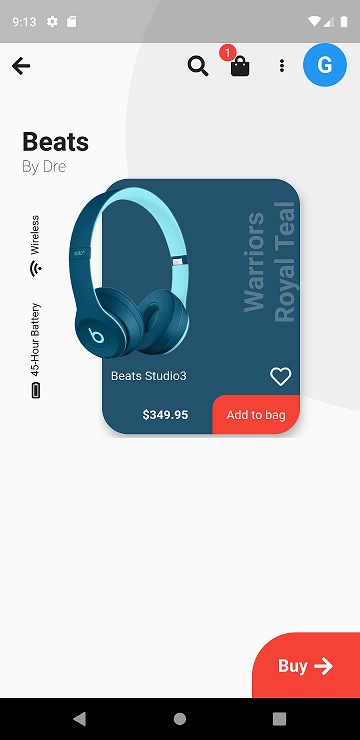 9:13
1
G
Beats
By Dre
Wireless
45-Hour Battery
Warriors
Royal Teal
Beats Studio3
$349.95
Add to bag
Buy